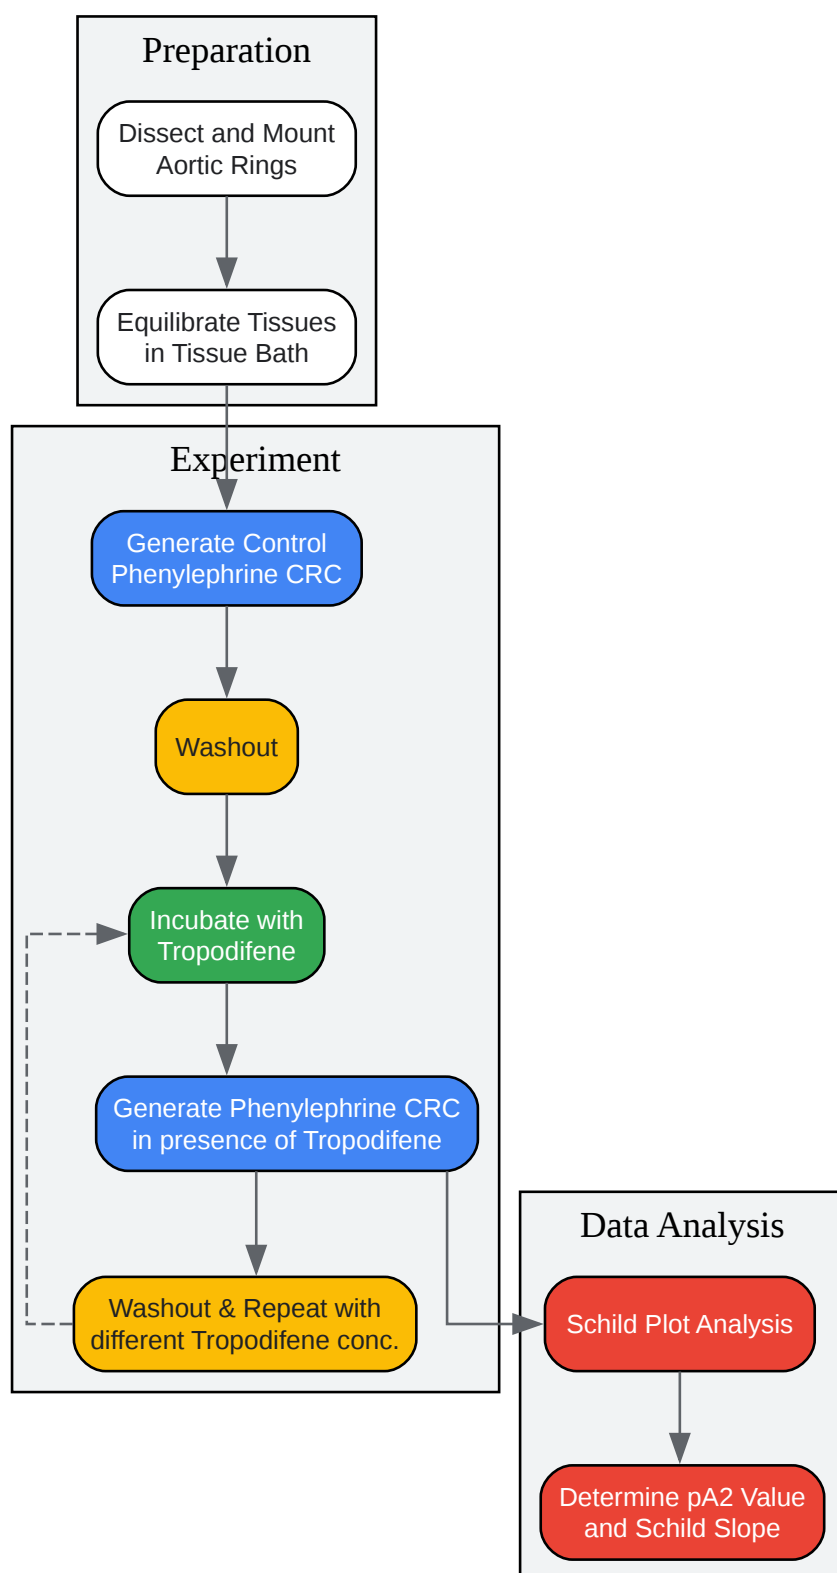 Preparation
Dissect and Mount
Aortic Rings
Equilibrate Tissues
in Tissue Bath
Experiment
Generate Control
Phenylephrine CRC
Washout
Incubate with
Tropodifene
Generate Phenylephrine CRC
in presence of Tropodifene
Washout & Repeat with
different Tropodifene conc.
Data Analysis
Schild Plot Analysis
Determine pA2 Value
and Schild Slope